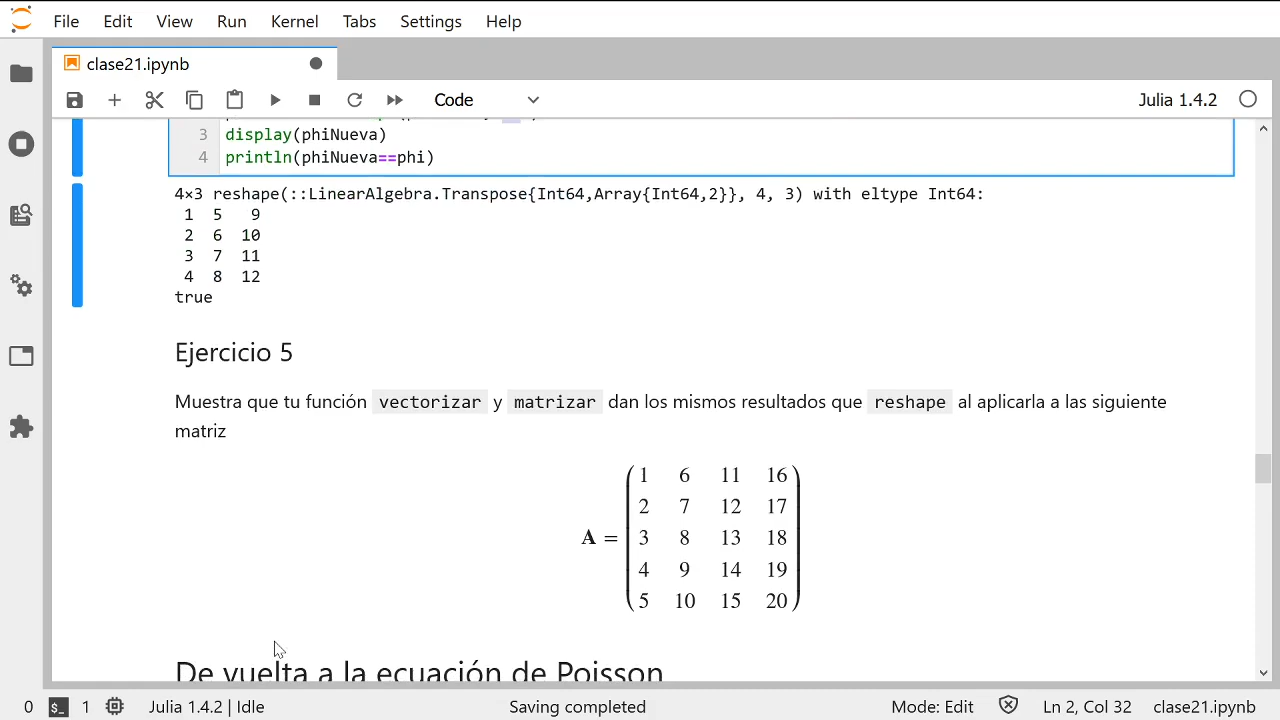 File Edit View Run Kernel Tabs Settings Help
clase21.ipynb
Code
Julia 1.4.2
3 display(phiNueva)
4 println(phiNueva==phi)
4×3 reshape(::LinearAlgebra.Transpose{Int64,Array{Int64,2}}, 4, 3) with eltype Int64:
1 5 9
2 6 10
3 7 11
4 8 12
true
Ejercicio 5
Muestra que tu función vectorizar y matrizar dan los mismos resultados que reshape al aplicarla a las siguiente
matriz
1 6 11 16
2 7 12 17
A = 3 8 13 18
4 9 14 19
5 10 15 20
De vuelta a la ecuación de Poisson
0 $_ 1 Julia 1.4.2 | Idle Saving completed Mode: Edit Ln 2, Col 32 clase21.ipynb